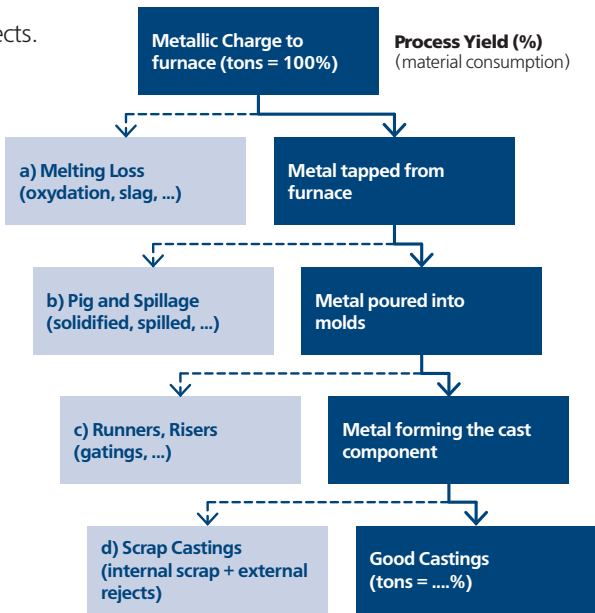 ects.
Metallic Charge to
furnace (tons = 100%)
Process Yield (%)
(material consumption)
a) Melting Loss
(oxydation, slag, ...)
Metal tapped from
furnace
b) Pig and Spillage
(solidified, spilled, ...)
Metal poured into
molds
c) Runners, Risers
(gatings, ...)
Metal forming the cast
component
d) Scrap Castings
(internal scrap + external
rejects)
Good Castings
(tons = ....%)